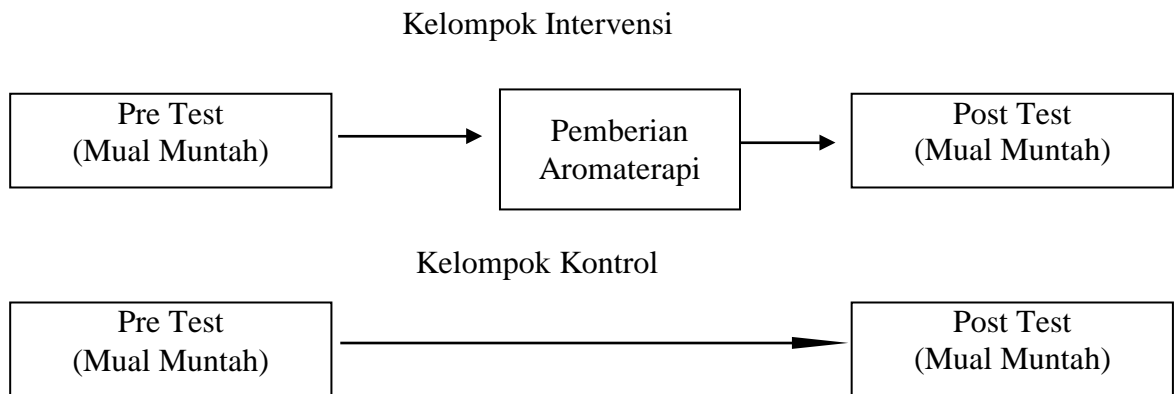 Kelompok Intervensi
Pre Test
(Mual Muntah)
Pemberian
Aromaterapi
Post Test
(Mual Muntah)
Kelompok Kontrol
Pre Test
(Mual Muntah)
Post Test
(Mual Muntah)